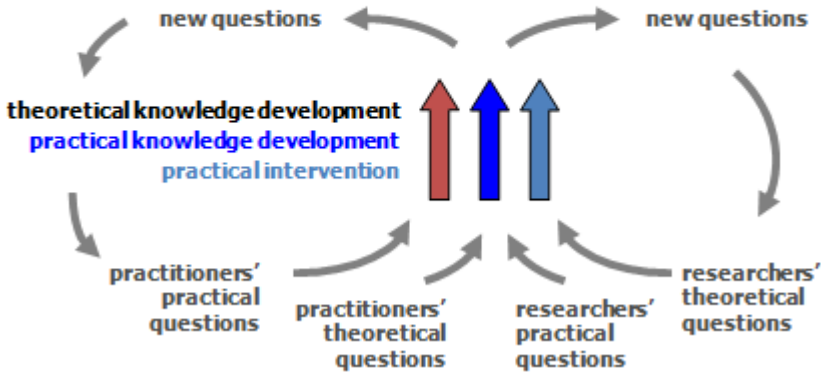 new questions
new questions
theoretical knowledge development
practical knowledge development
practical intervention
practitioners’
practical
questions
practitioners’
theoretical
questions
researchers’
practical
questions
researchers’
theoretical
questions